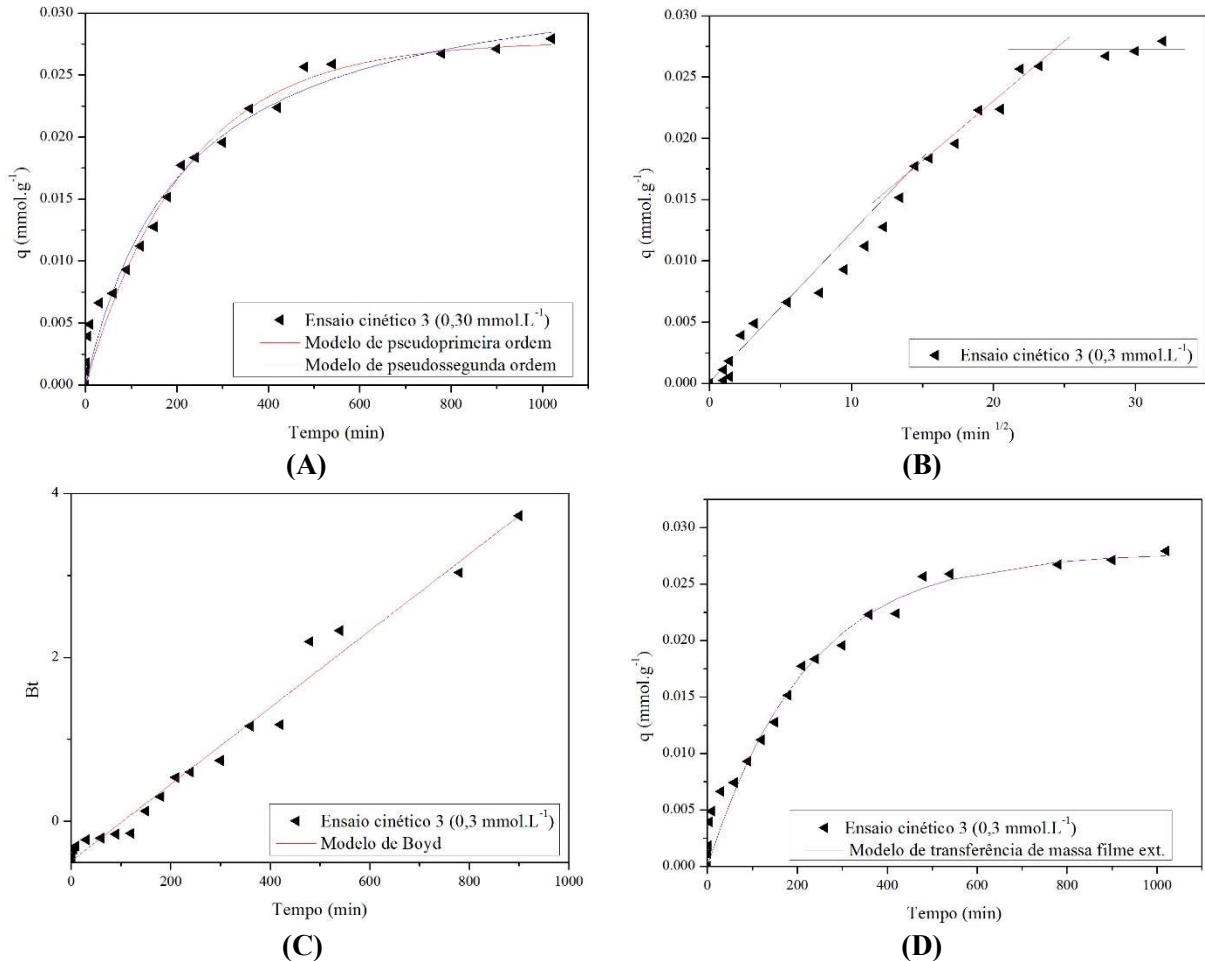 0.030
0.025
0.020
0.015
0.010
0.005
0.000
q (mmol.g⁻¹)
Ensaio cinético 3 (0,30 mmol.L⁻¹)
Modelo de pseudoprimeira ordem
Modelo de pseudossegunda ordem
0 200 400 600 800 1000
Tempo (min)
(A)
0.030
0.025
0.020
0.015
0.010
0.005
0.000
q (mmol.g⁻¹)
Ensaio cinético 3 (0,3 mmol.L⁻¹)
0 10 20 30
Tempo (min ¹/²)
(B)
4
2
0
Bt
Ensaio cinético 3 (0,3 mmol.L⁻¹)
Modelo de Boyd
0 200 400 600 800 1000
Tempo (min)
(C)
0.030
0.025
0.020
0.015
0.010
0.005
0.000
q (mmol.g⁻¹)
Ensaio cinético 3 (0,3 mmol.L⁻¹)
Modelo de transferência de massa filme ext.
0 200 400 600 800 1000
Tempo (min)
(D)